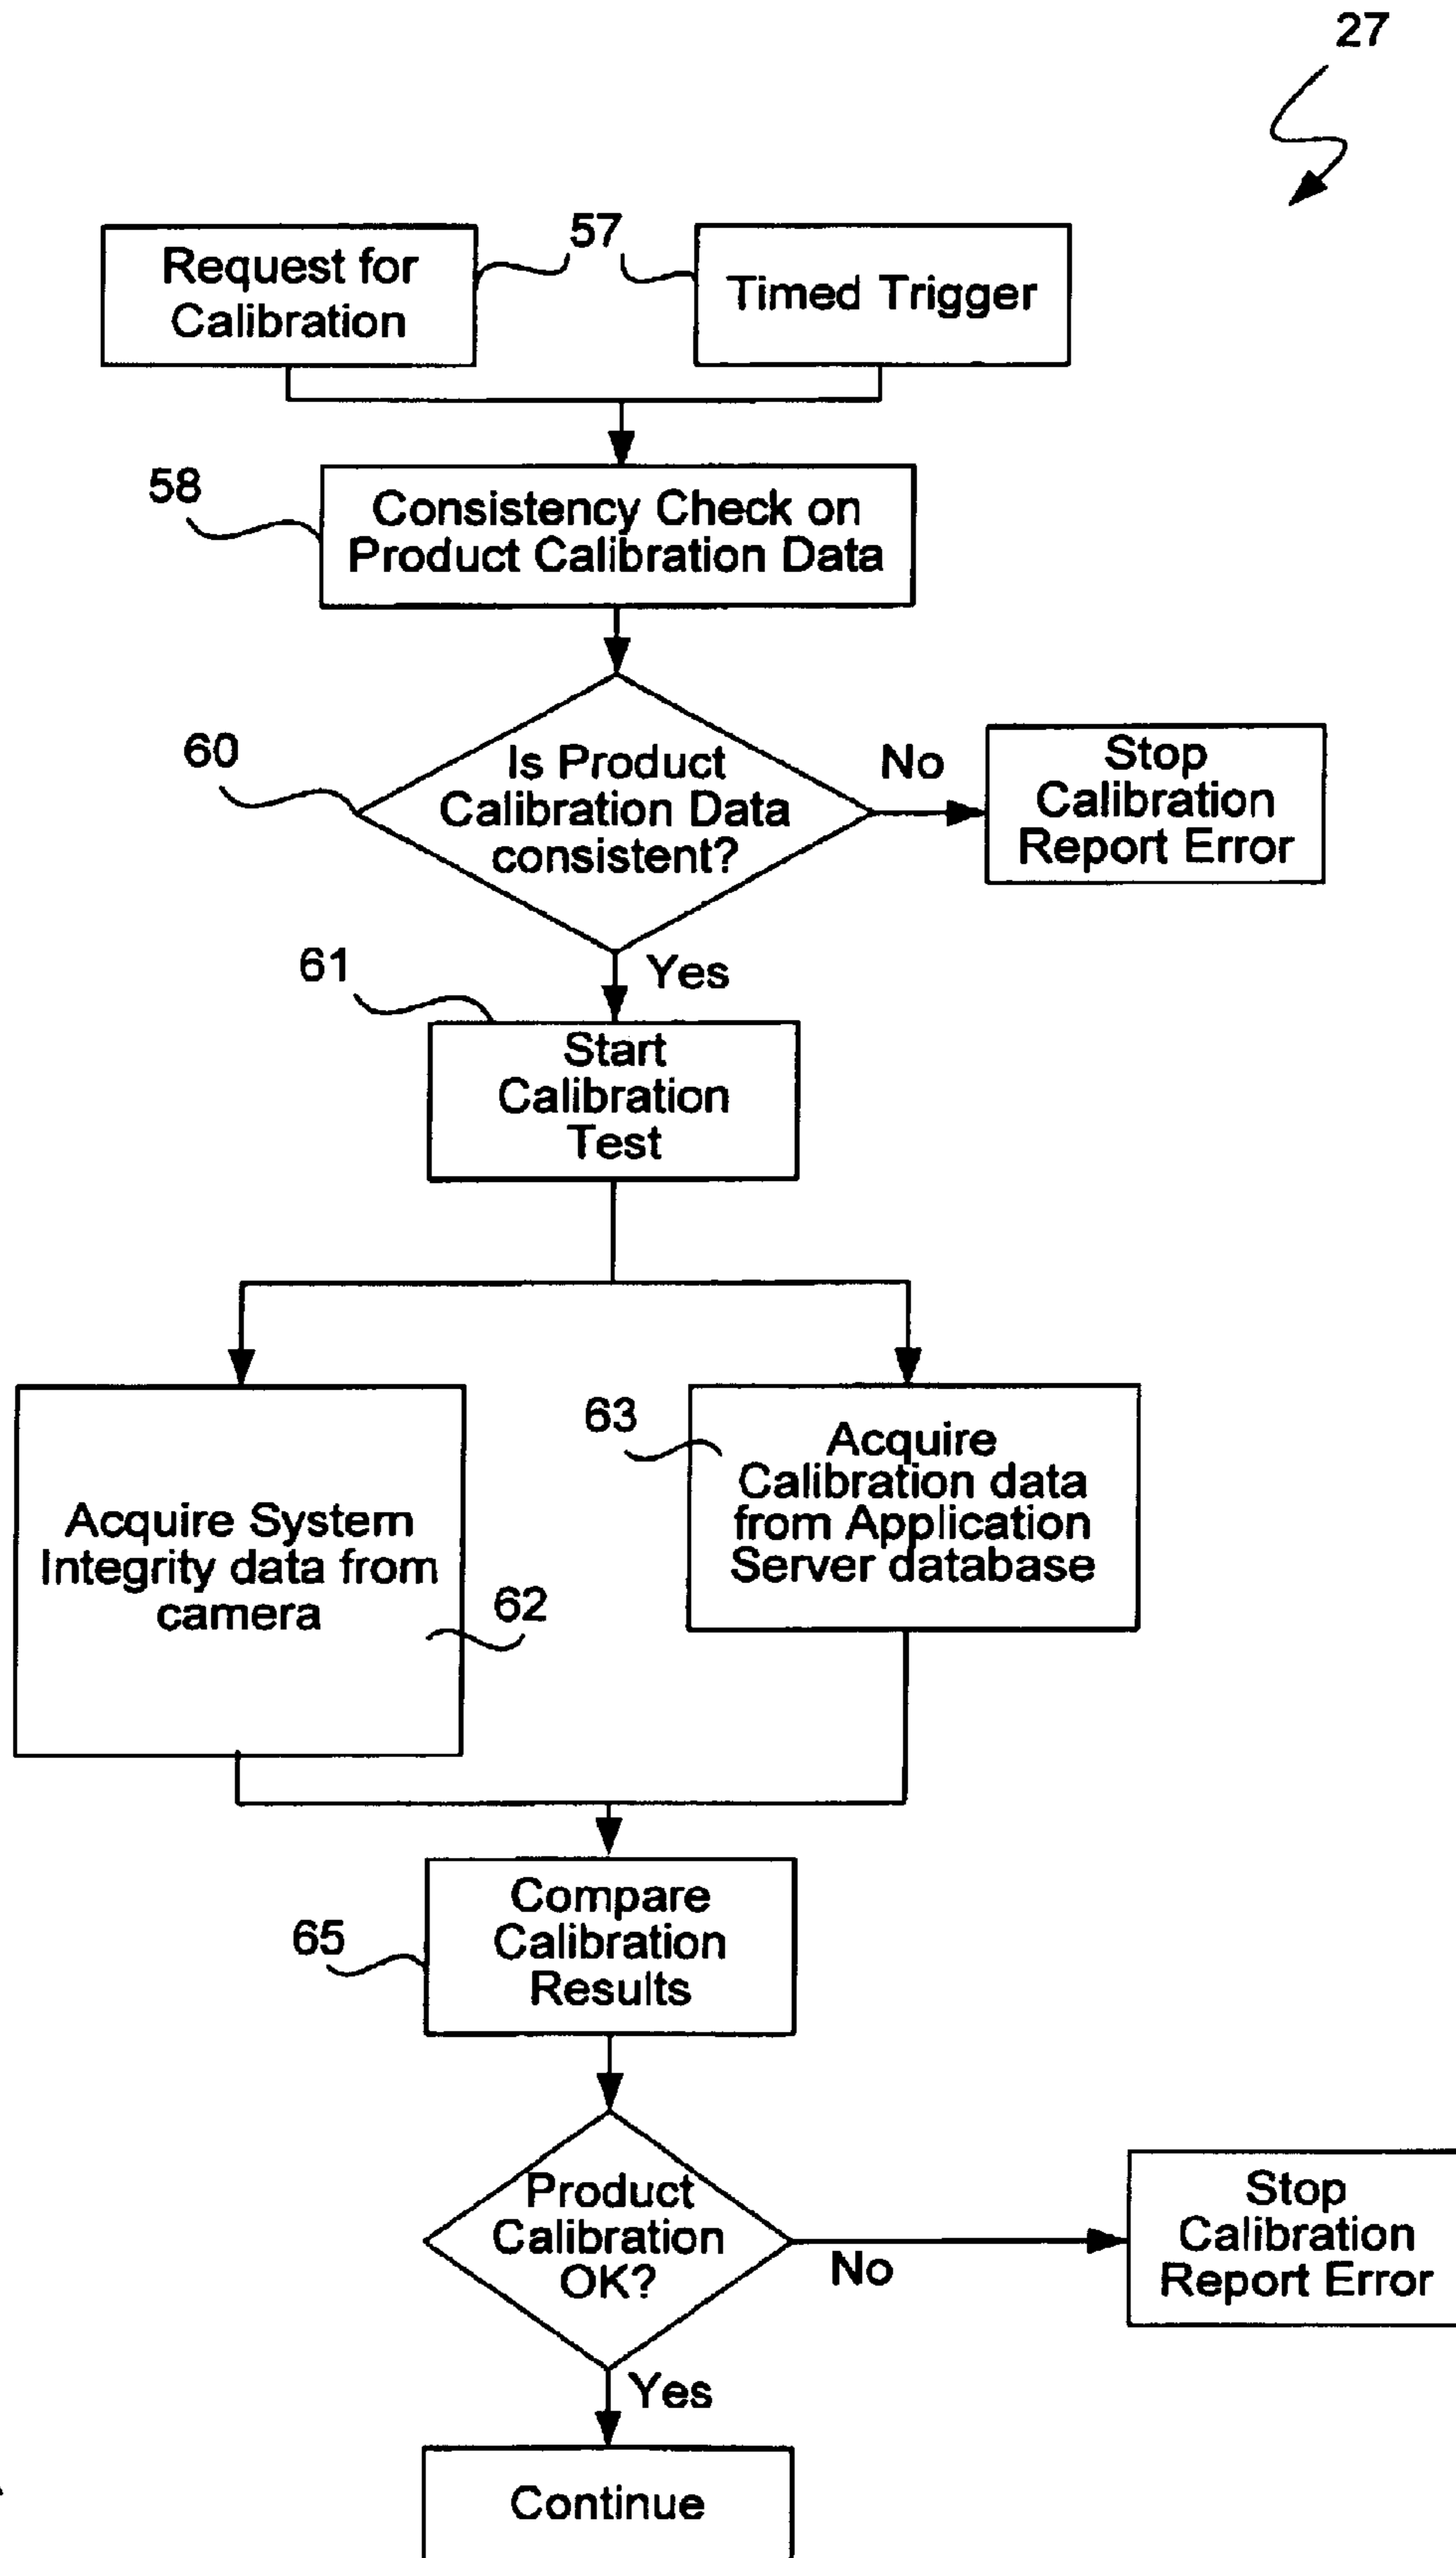 27
Request for
Calibration
57
Timed Trigger
58
Consistency Check on
Product Calibration Data
60
Is Product
Calibration Data
consistent?
No
Stop
Calibration
Report Error
61
Yes
Start
Calibration
Test
Acquire System
Integrity data from
camera
62
63
Acquire
Calibration data
from Application
Server database
65
Compare
Calibration
Results
Product
Calibration
OK?
No
Stop
Calibration
Report Error
Yes
Continue